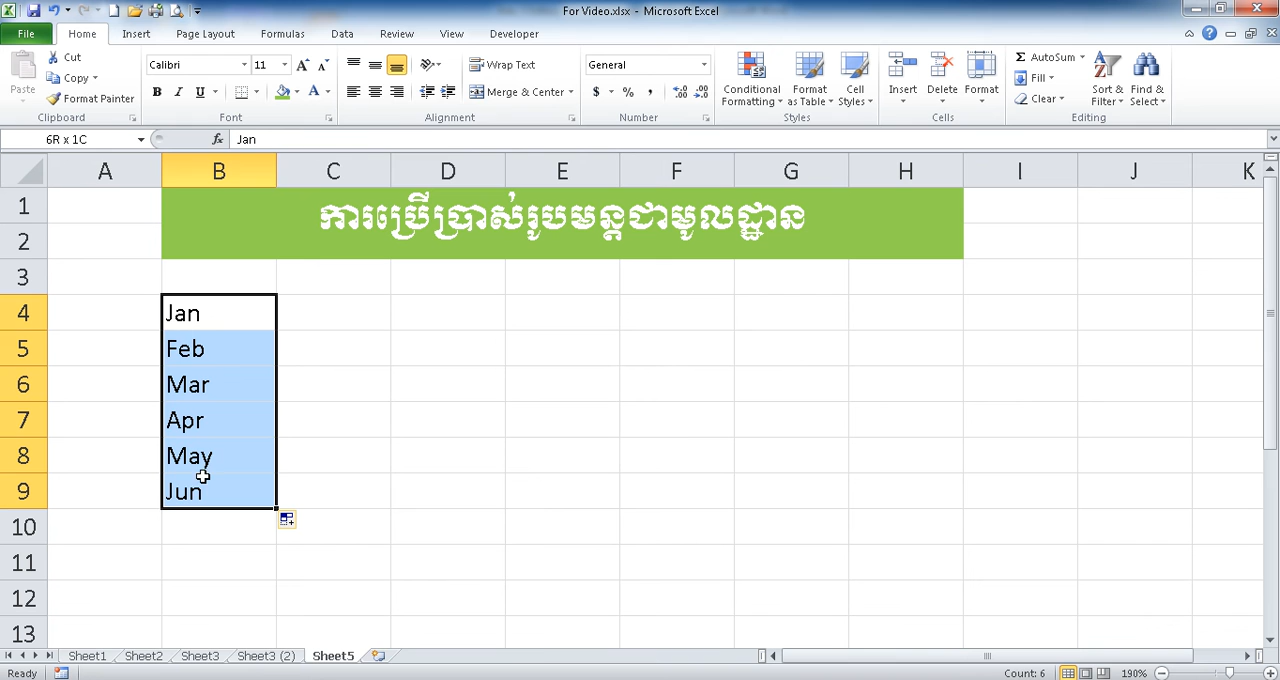 For Video.xlsx - Microsoft Excel
File Home Insert Page Layout Formulas Data Review View Developer
Paste Cut Copy Format Painter Clipboard
Calibri 11 B I U Font
Wrap Text Merge & Center Alignment
General $ % , Number
Conditional Formatting Format as Table Cell Styles Styles
Insert Delete Format Cells
Σ AutoSum Fill Clear Sort & Filter Find & Select Editing
6R x 1C fx Jan
A B C D E F G H I J K
1 ការប្រើប្រាស់រូបមន្តជាមូលដ្ឋាន
2
3
4 Jan
5 Feb
6 Mar
7 Apr
8 May
9 Jun
10
11
12
13
Sheet1 Sheet2 Sheet3 Sheet3 (2) Sheet5
Ready Count: 6 190%